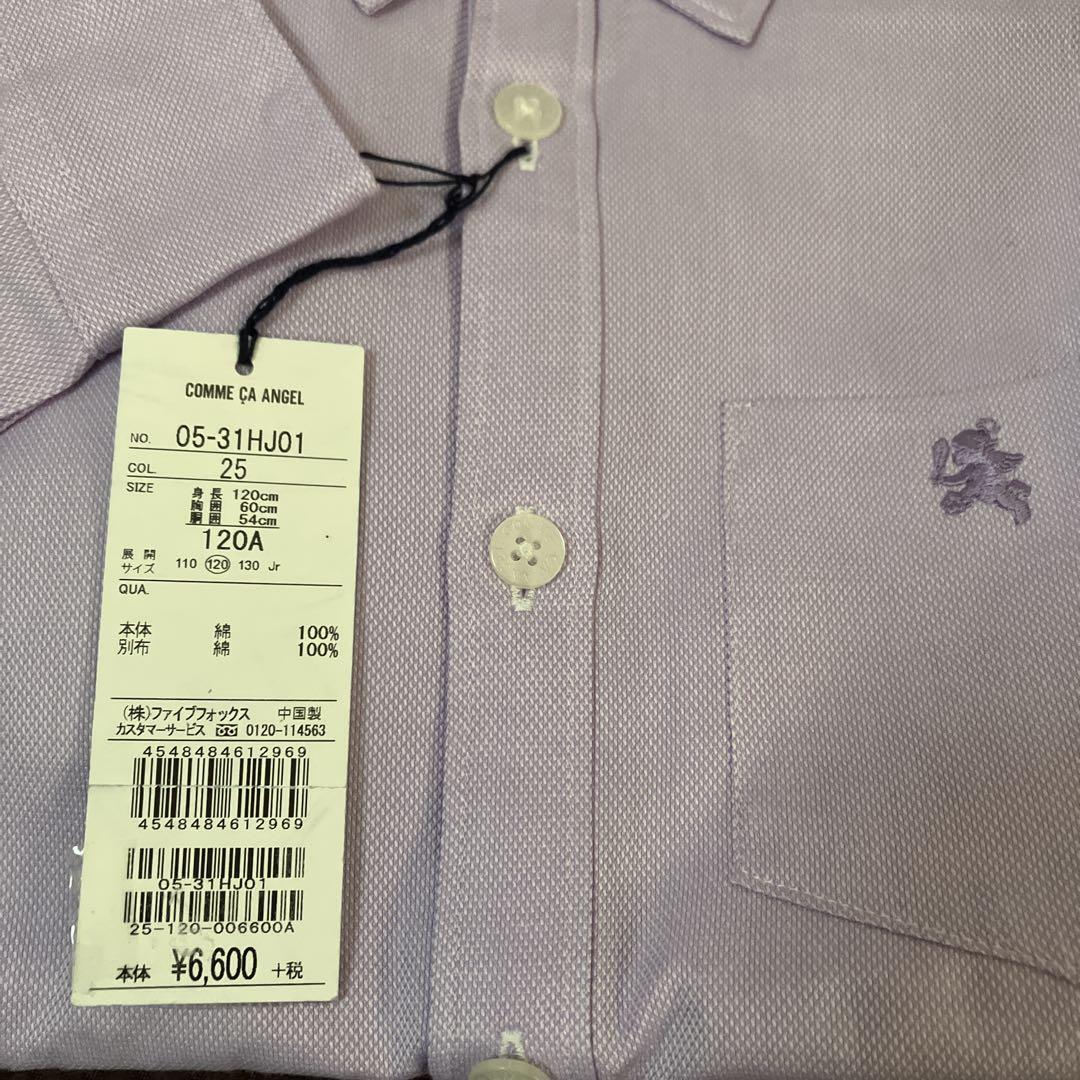 COMME ÇA ANGEL
NO. 05-31HJ01
COL. 25
SIZE
身長 120cm
胸囲 60cm
胴囲 54cm
120A
展開
サイズ 110 120 130 Jr
QUA.
本体 綿 100%
別布 綿 100%
(株)ファイブフォックス 中国製
カスタマーサービス 0120-114563
4548484612969
4548484612969
05-31HJ01
25-120-006600A
本体 ¥6,600 +税